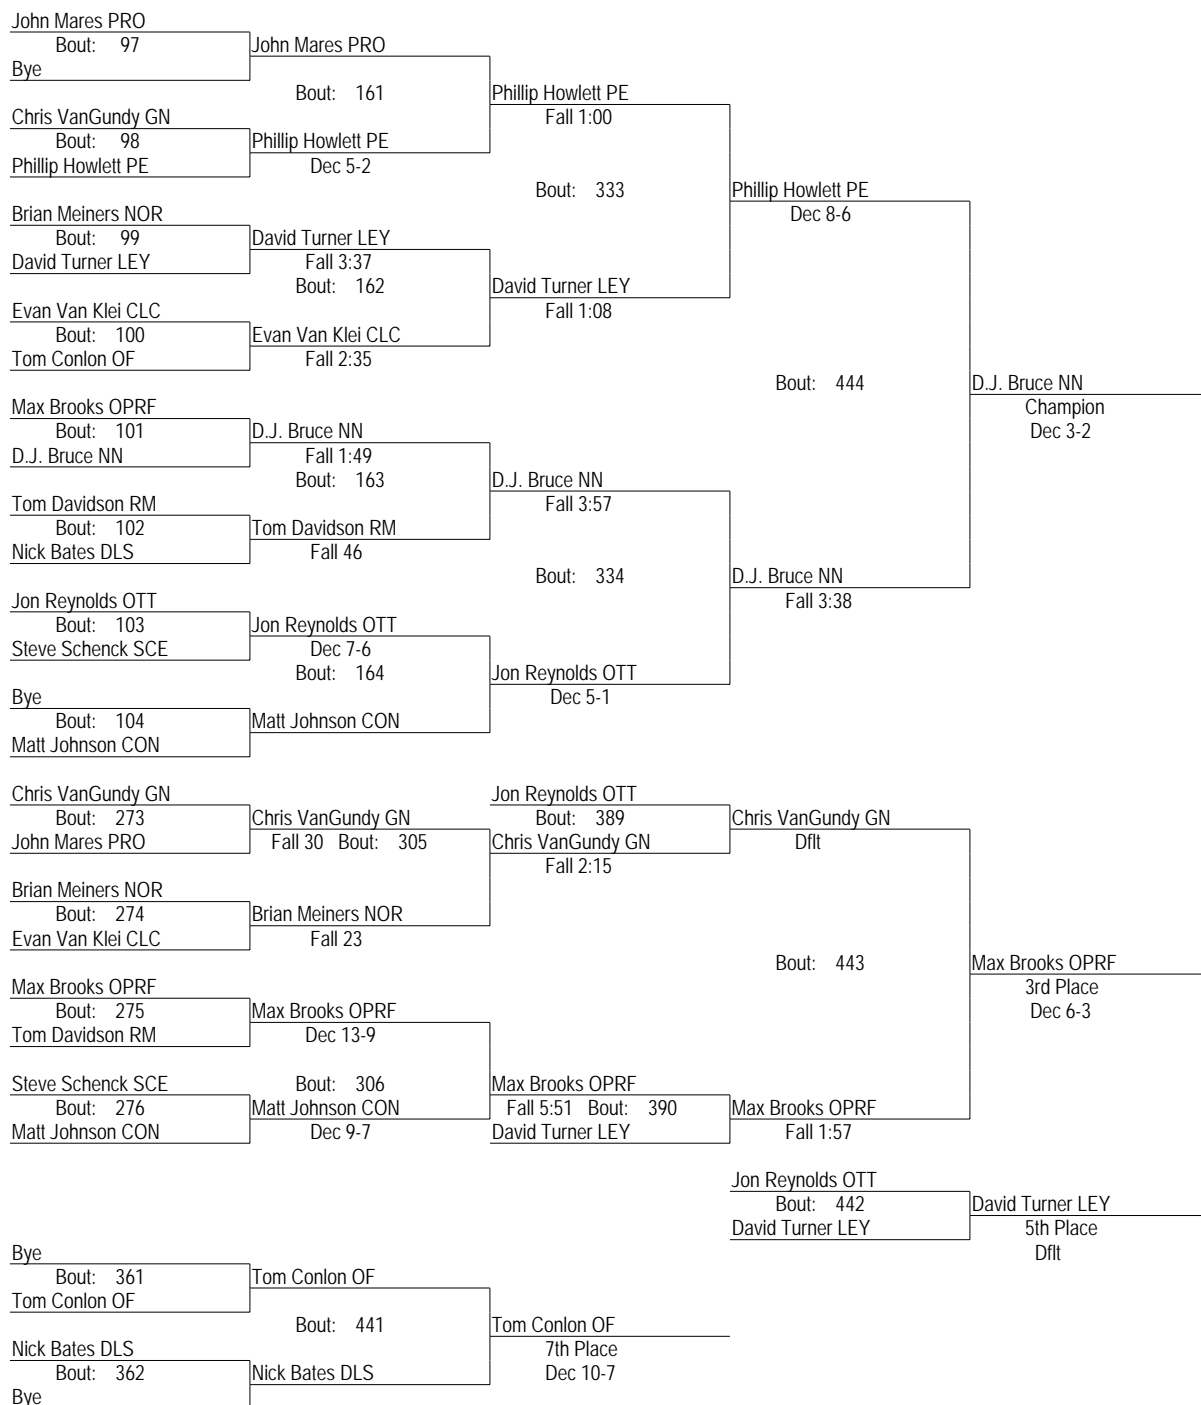 John Mares PRO
Bout: 97
John Mares PRO
Bye
Bout: 161
Phillip Howlett PE
Chris VanGundy GN
Fall 1:00
Bout: 98
Phillip Howlett PE
Phillip Howlett PE
Dec 5-2
Bout: 333
Phillip Howlett PE
Brian Meiners NOR
Dec 8-6
Bout: 99
David Turner LEY
David Turner LEY
Fall 3:37
Bout: 162
David Turner LEY
Evan Van Klei CLC
Fall 1:08
Bout: 100
Evan Van Klei CLC
Tom Conlon OF
Fall 2:35
Bout: 444
D.J. Bruce NN
Max Brooks OPRF
Champion
Bout: 101
D.J. Bruce NN
Dec 3-2
D.J. Bruce NN
Fall 1:49
Bout: 163
D.J. Bruce NN
Tom Davidson RM
Fall 3:57
Bout: 102
Tom Davidson RM
Nick Bates DLS
Fall 46
Bout: 334
D.J. Bruce NN
Jon Reynolds OTT
Fall 3:38
Bout: 103
Jon Reynolds OTT
Steve Schenck SCE
Dec 7-6
Bout: 164
Jon Reynolds OTT
Bye
Dec 5-1
Bout: 104
Matt Johnson CON
Matt Johnson CON
Chris VanGundy GN
Jon Reynolds OTT
Bout: 273
Chris VanGundy GN
Bout: 389
Chris VanGundy GN
John Mares PRO
Fall 30 Bout: 305
Chris VanGundy GN
Dflt
Fall 2:15
Brian Meiners NOR
Bout: 274
Brian Meiners NOR
Evan Van Klei CLC
Fall 23
Bout: 443
Max Brooks OPRF
Max Brooks OPRF
3rd Place
Bout: 275
Max Brooks OPRF
Dec 6-3
Tom Davidson RM
Dec 13-9
Steve Schenck SCE
Bout: 306
Max Brooks OPRF
Bout: 276
Matt Johnson CON
Fall 5:51 Bout: 390
Max Brooks OPRF
Matt Johnson CON
Dec 9-7
David Turner LEY
Fall 1:57
Jon Reynolds OTT
Bout: 442
David Turner LEY
David Turner LEY
5th Place
Dflt
Bye
Bout: 361
Tom Conlon OF
Tom Conlon OF
Bout: 441
Tom Conlon OF
Nick Bates DLS
7th Place
Bout: 362
Nick Bates DLS
Dec 10-7
Bye